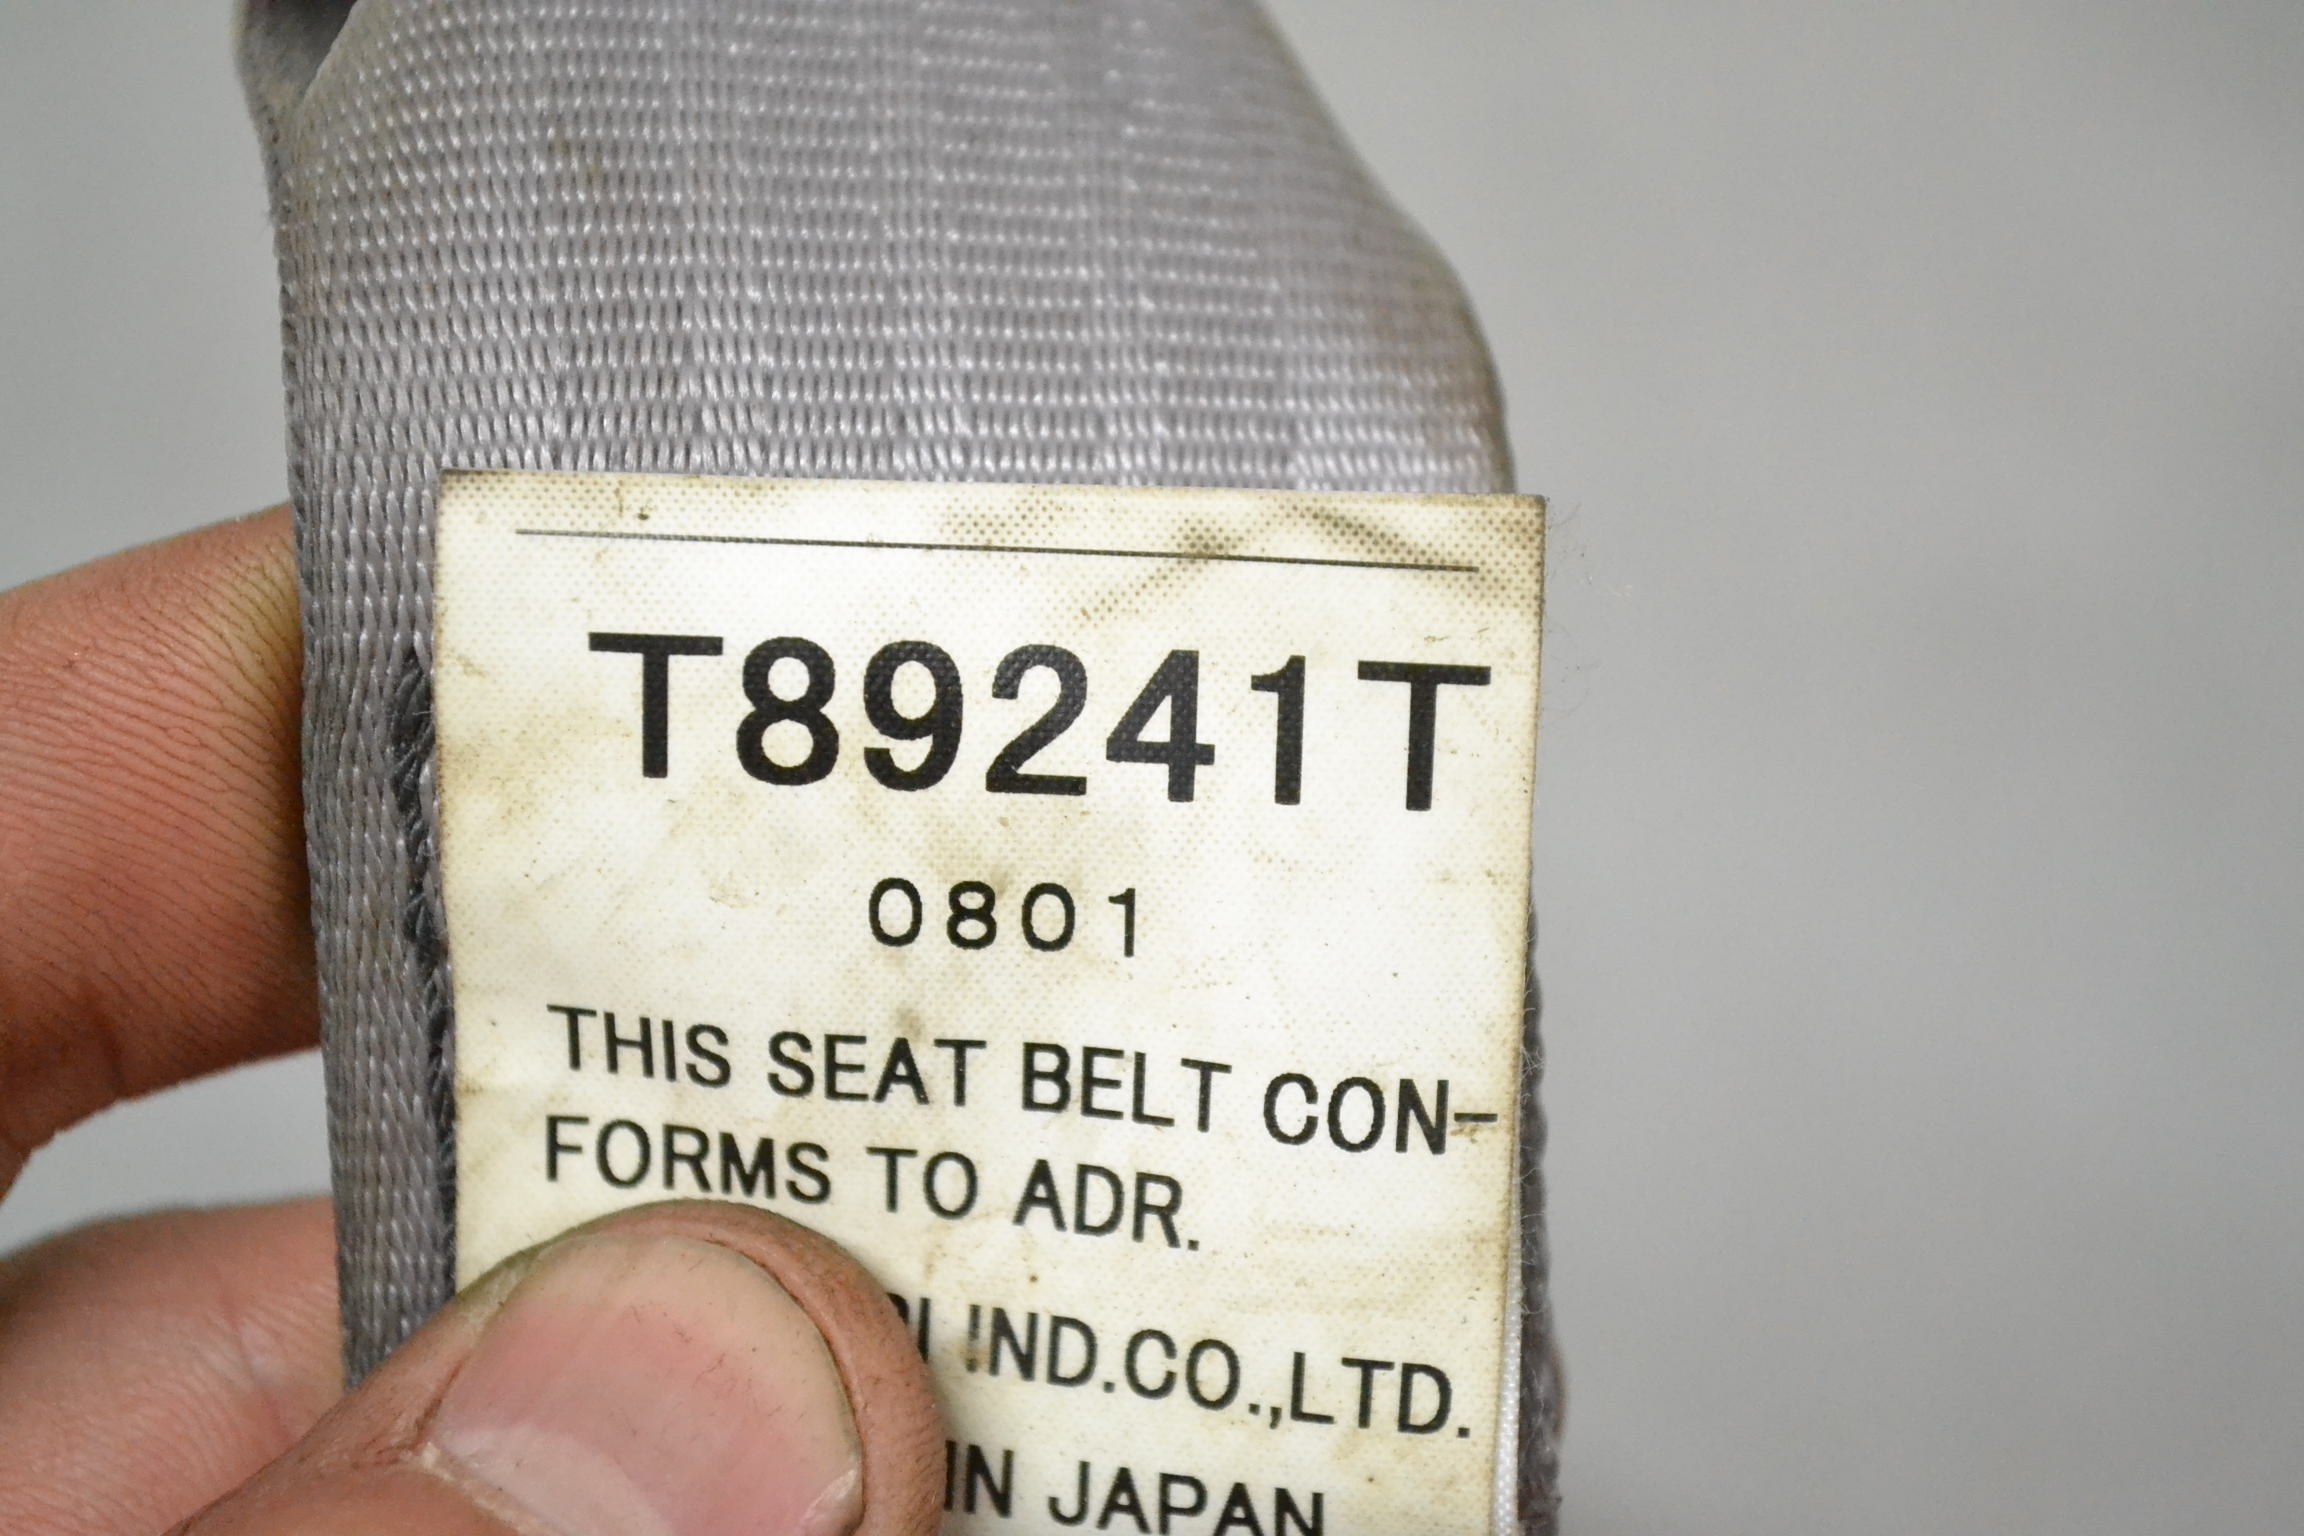 T89241T
0801
THIS SEAT BELT CON-
FORMS TO ADR.
IND.CO.,LTD.
IN JAPAN